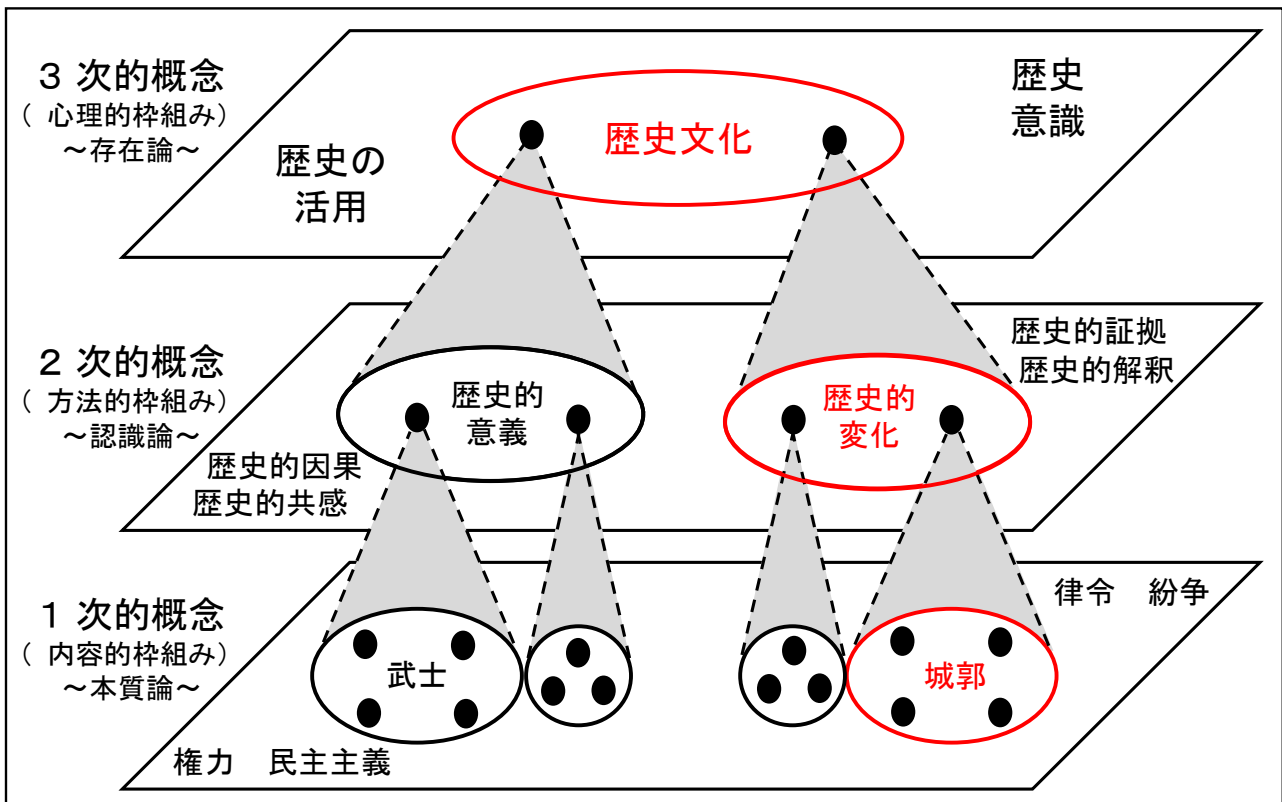 ３ 次的概念
（ 心理的枠組み）
～存在論～
歴史の
活用
歴史文化
歴史
意識
２ 次的概念
（ 方法的枠組み）
～認識論～
歴史的因果
歴史的共感
歴史的
意義
歴史的
変化
歴史的証拠
歴史的解釈
１ 次的概念
（ 内容的枠組み）
～本質論～
権力　民主主義
武士
城郭
律令　紛争